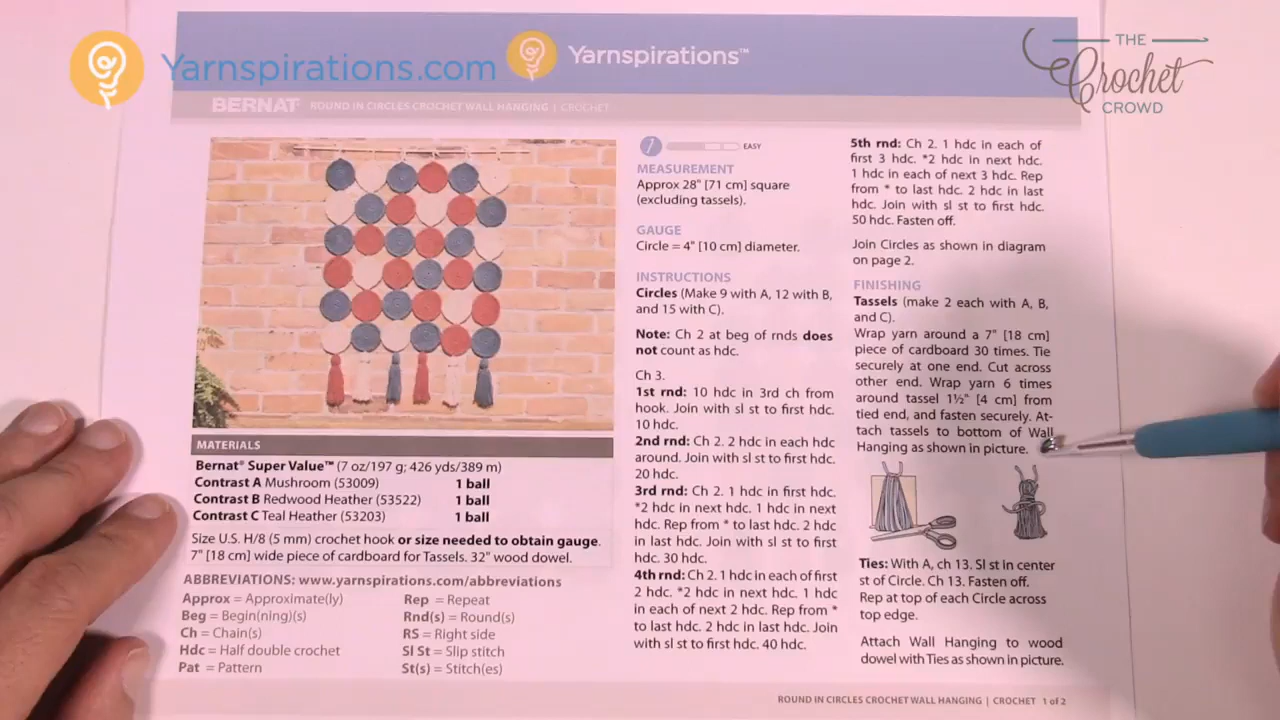 Yarnspirations.com
Yarnspirations™
THE
Crochet
CROWD
BERNAT ROUND IN CIRCLES CROCHET WALL HANGING | CROCHET
MATERIALS
Bernat® Super Value™ (7 oz/197 g; 426 yds/389 m)
Contrast A Mushroom (53009) 1 ball
Contrast B Redwood Heather (53522) 1 ball
Contrast C Teal Heather (53203) 1 ball
Size U.S. H/8 (5 mm) crochet hook or size needed to obtain gauge.
7" [18 cm] wide piece of cardboard for Tassels. 32" wood dowel.
ABBREVIATIONS: www.yarnspirations.com/abbreviations
Approx = Approximate(ly)
Beg = Begin(ning)(s)
Ch = Chain(s)
Hdc = Half double crochet
Pat = Pattern
Rep = Repeat
Rnd(s) = Round(s)
RS = Right side
Sl St = Slip stitch
St(s) = Stitch(es)
EASY
MEASUREMENT
Approx 28" [71 cm] square
(excluding tassels).
GAUGE
Circle = 4" [10 cm] diameter.
INSTRUCTIONS
Circles (Make 9 with A, 12 with B,
and 15 with C).
Note: Ch 2 at beg of rnds does
not count as hdc.
Ch 3.
1st rnd: 10 hdc in 3rd ch from
hook. Join with sl st to first hdc.
10 hdc.
2nd rnd: Ch 2. 2 hdc in each hdc
around. Join with sl st to first hdc.
20 hdc.
3rd rnd: Ch 2. 1 hdc in first hdc.
*2 hdc in next hdc. 1 hdc in next
hdc. Rep from * to last hdc. 2 hdc
in last hdc. Join with sl st to first
hdc. 30 hdc.
4th rnd: Ch 2. 1 hdc in each of first
2 hdc. *2 hdc in next hdc. 1 hdc
in each of next 2 hdc. Rep from *
to last hdc. 2 hdc in last hdc. Join
with sl st to first hdc. 40 hdc.
5th rnd: Ch 2. 1 hdc in each of
first 3 hdc. *2 hdc in next hdc.
1 hdc in each of next 3 hdc. Rep
from * to last hdc. 2 hdc in last
hdc. Join with sl st to first hdc.
50 hdc. Fasten off.
Join Circles as shown in diagram
on page 2.
FINISHING
Tassels (make 2 each with A, B,
and C).
Wrap yarn around a 7" [18 cm]
piece of cardboard 30 times. Tie
securely at one end. Cut across
other end. Wrap yarn 6 times
around tassel 1½" [4 cm] from
tied end, and fasten securely. At-
tach tassels to bottom of Wall
Hanging as shown in picture.
Ties: With A, ch 13. Sl st in center
st of Circle. Ch 13. Fasten off.
Rep at top of each Circle across
top edge.
Attach Wall Hanging to wood
dowel with Ties as shown in picture.
ROUND IN CIRCLES CROCHET WALL HANGING | CROCHET 1 of 2